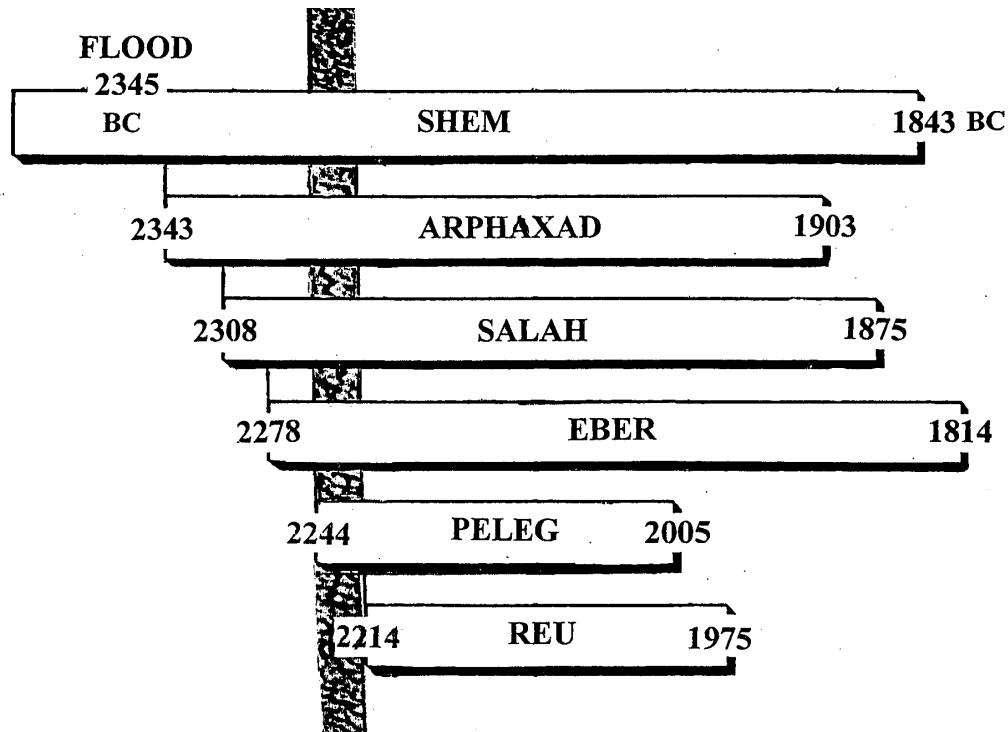 FLOOD
2345
BC SHEM 1843 BC
2343 ARPHAXAD 1903
2308 SALAH 1875
2278 EBER 1814
2244 PELEG 2005
2214 REU 1975